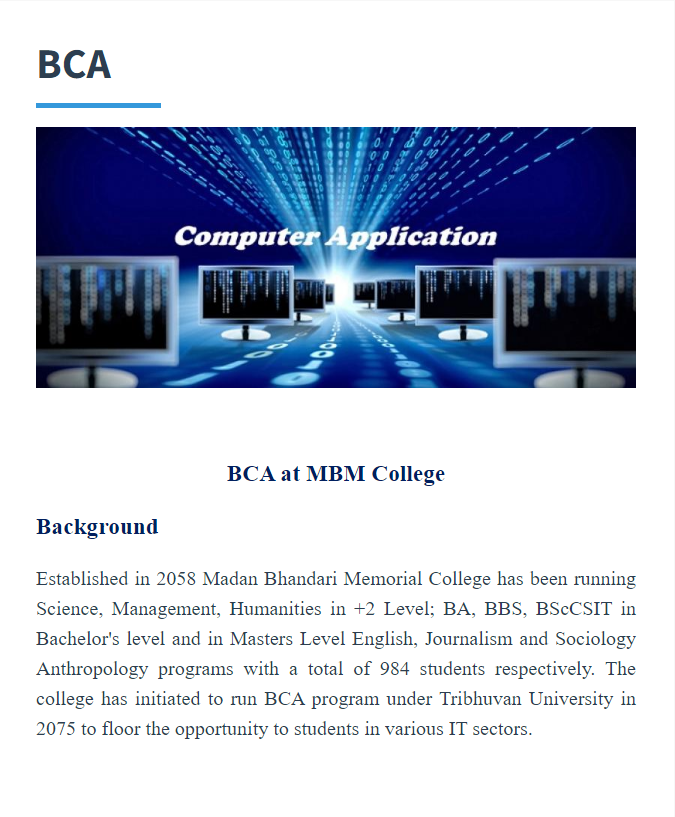 BCA
Computer Application
BCA at MBM College
Background
Established in 2058 Madan Bhandari Memorial College has been running
Science, Management, Humanities in +2 Level; BA, BBS, BScCSIT in
Bachelor's level and in Masters Level English, Journalism and Sociology
Anthropology programs with a total of 984 students respectively. The
college has initiated to run BCA program under Tribhuvan University in
2075 to floor the opportunity to students in various IT sectors.